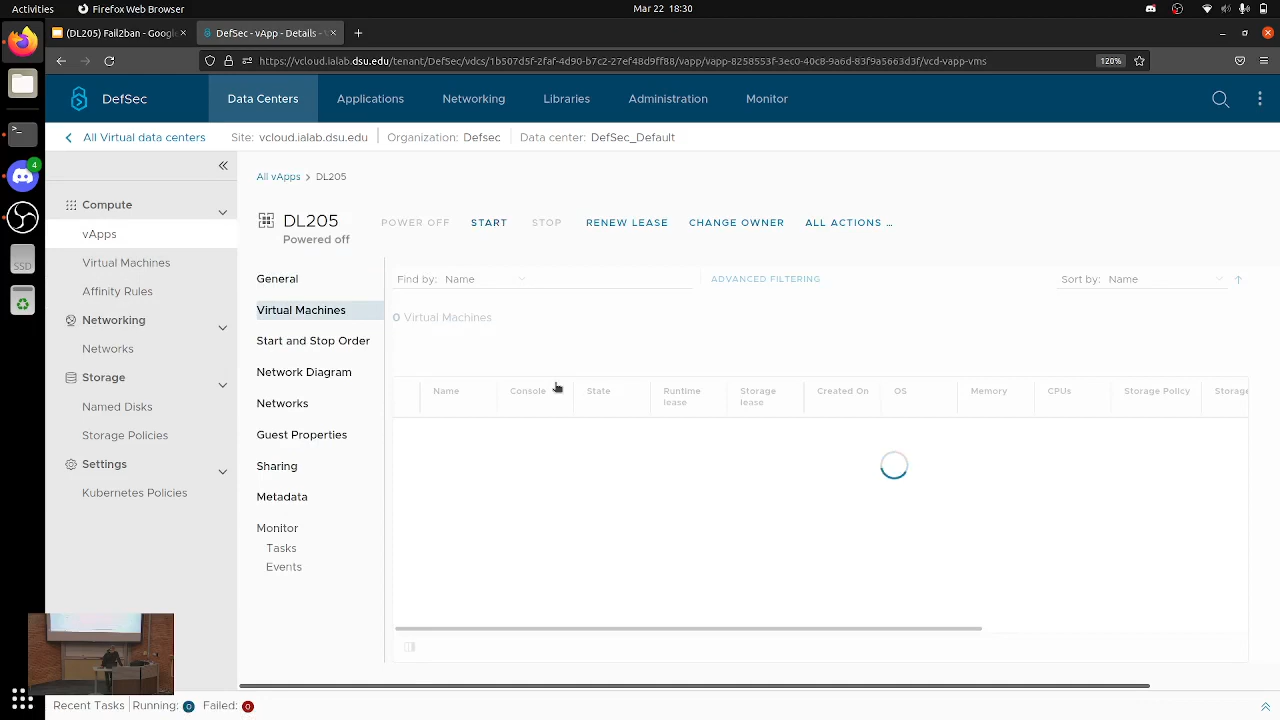 Activities
Firefox Web Browser
Mar 22 18:30
(DL205) Fail2ban - Google
DefSec - vApp - Details - V
https://vcloud.ialab.dsu.edu/tenant/DefSec/vdcs/1b507d5f-2faf-4d90-b7c2-27ef48d9ff88/vapp/vapp-8258553f-3ec0-40c8-9a6d-83f9a5663d3f/vcd-vapp-vms
120%
DefSec
Data Centers
Applications
Networking
Libraries
Administration
Monitor
All Virtual data centers
Site: vcloud.ialab.dsu.edu
Organization: Defsec
Data center: DefSec_Default
4
SSD
Compute
vApps
Virtual Machines
Affinity Rules
Networking
Networks
Storage
Named Disks
Storage Policies
Settings
Kubernetes Policies
All vApps > DL205
DL205
Powered off
POWER OFF
START
STOP
RENEW LEASE
CHANGE OWNER
ALL ACTIONS ...
General
Virtual Machines
Start and Stop Order
Network Diagram
Networks
Guest Properties
Sharing
Metadata
Monitor
Tasks
Events
Find by: Name
ADVANCED FILTERING
Sort by: Name
0 Virtual Machines
Name
Console
State
Runtime lease
Storage lease
Created On
OS
Memory
CPUs
Storage Policy
Storage
Recent Tasks
Running: 0
Failed: 0